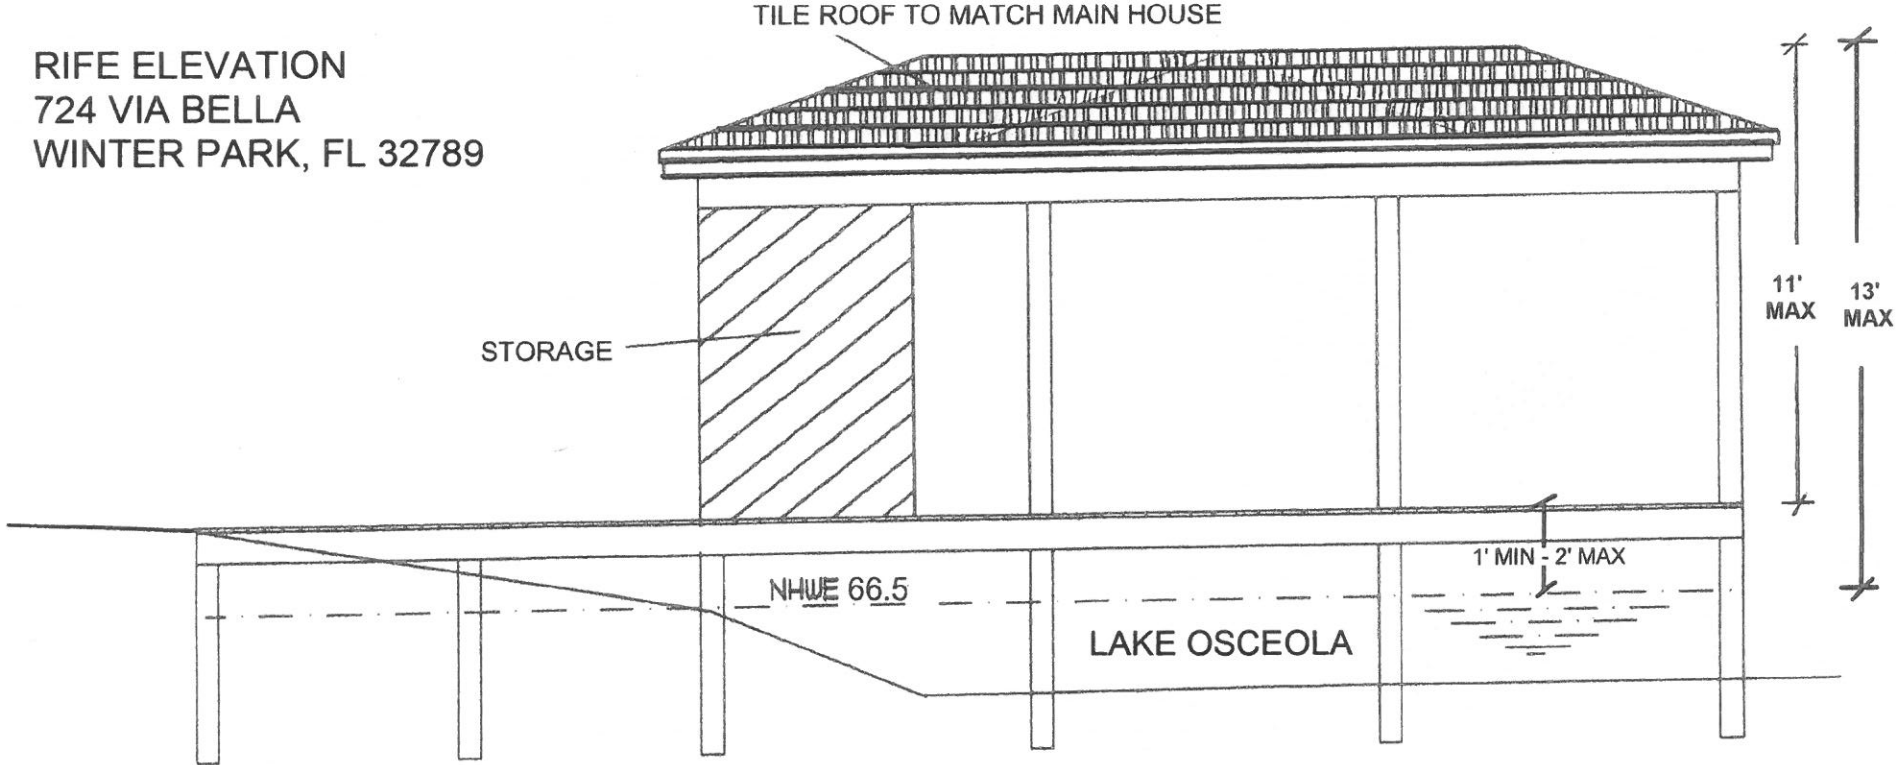 TILE ROOF TO MATCH MAIN HOUSE
RIFE ELEVATION
724 VIA BELLA
WINTER PARK, FL 32789
11'
MAX
13'
MAX
STORAGE
1' MIN - 2' MAX
NHWE 66.5
LAKE OSCEOLA